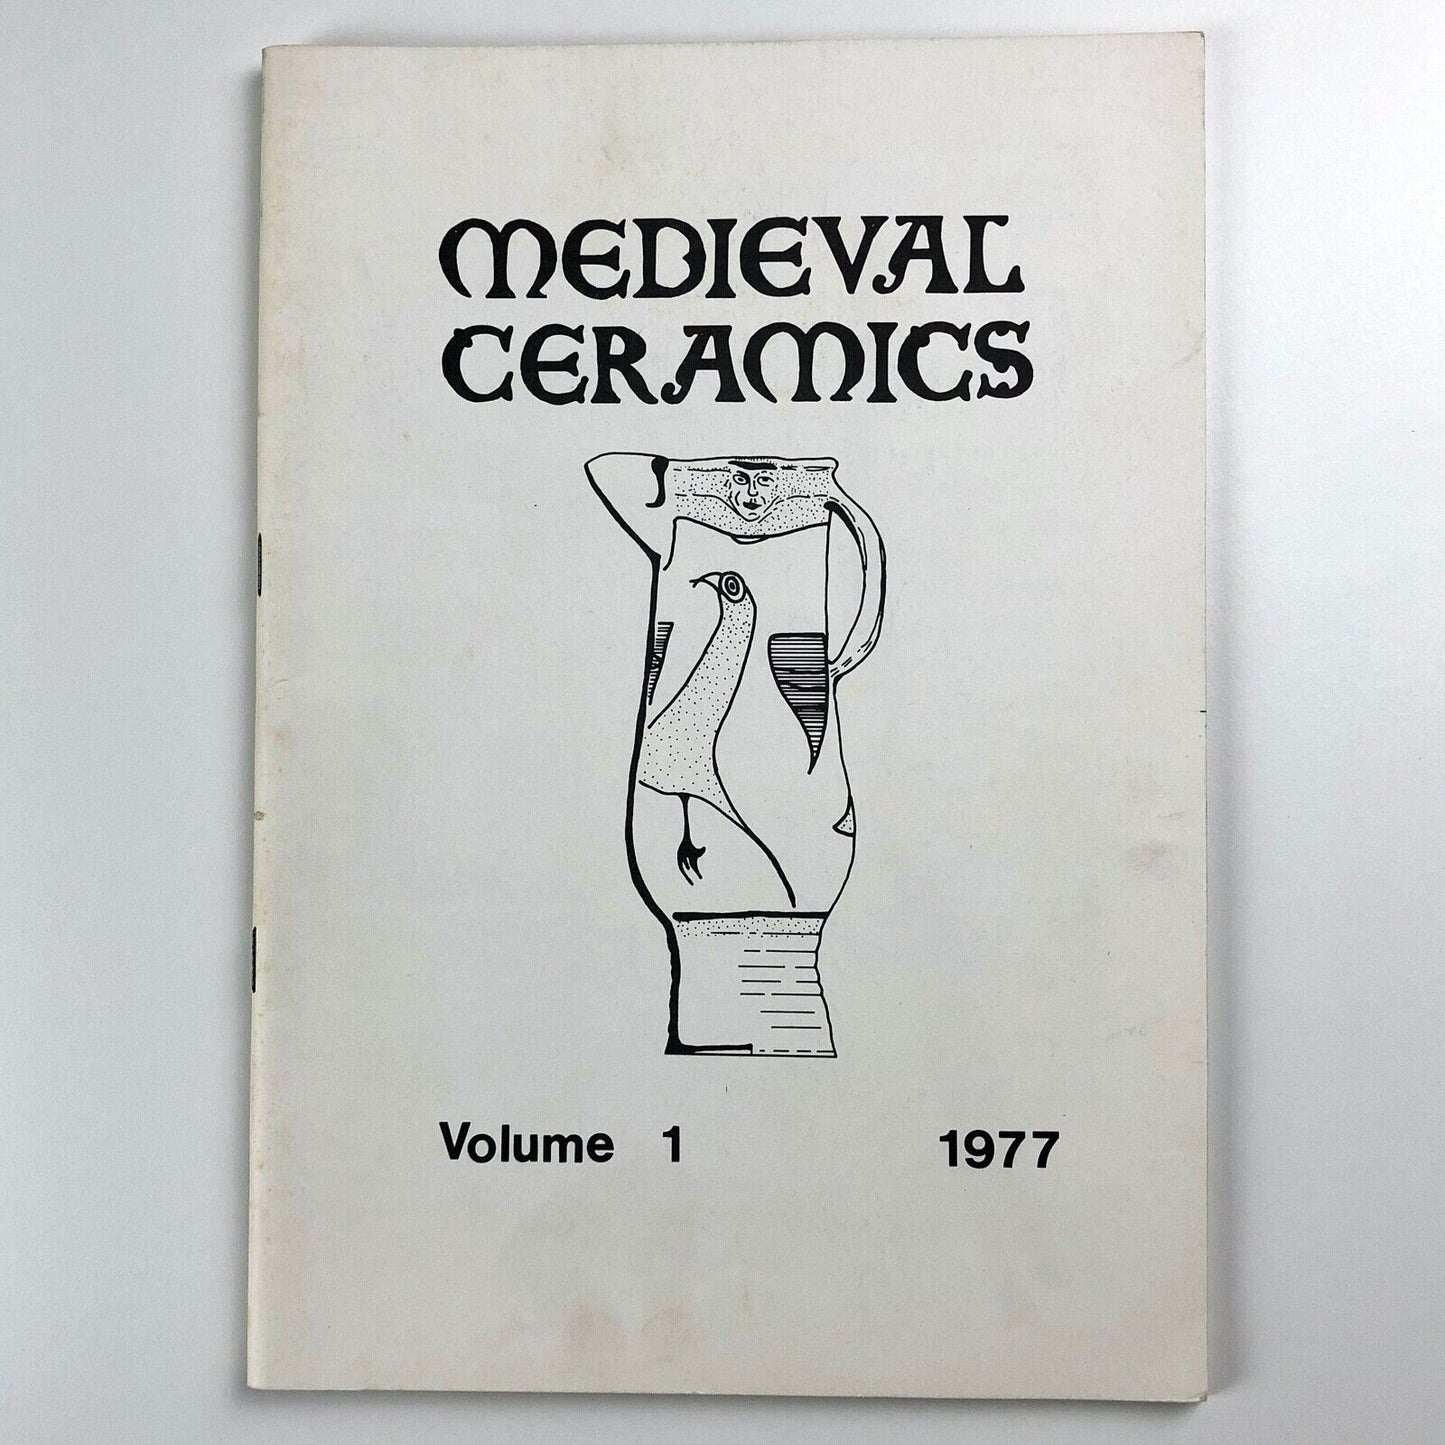 MEDIEVAL
CERAMICS
Volume 1 1977